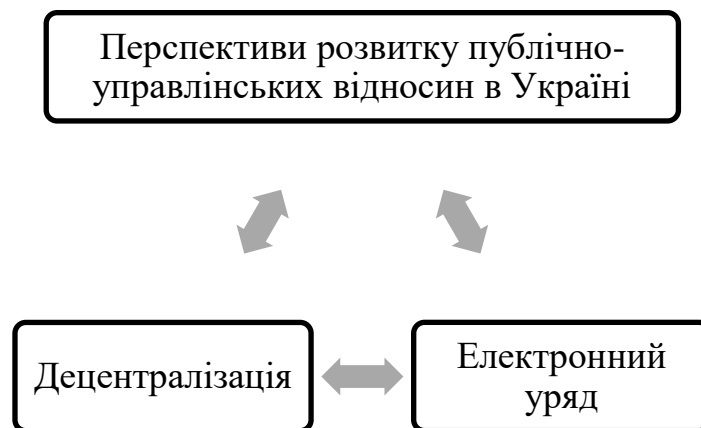 Перспективи розвитку публічно-
управлінських відносин в Україні
Децентралізація
Електронний
уряд